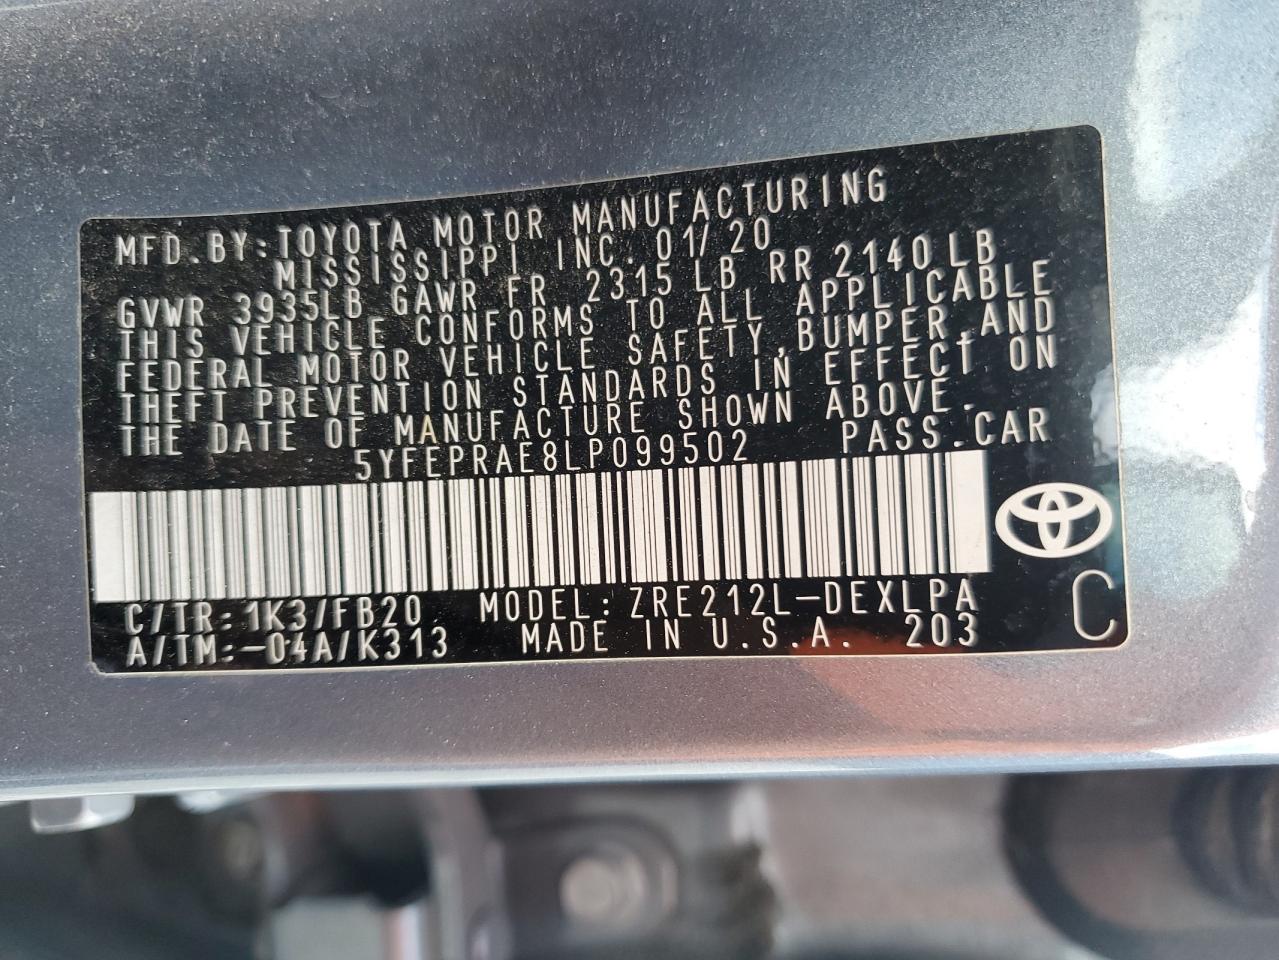 MFD.BY:TOYOTA MOTOR MANUFACTURING
MISSISSIPPI INC. 01/20
GVWR 3935LB GAWR FR 2315 LB RR 2140 LB
THIS VEHICLE CONFORMS TO ALL APPLICABLE
FEDERAL MOTOR VEHICLE SAFETY,BUMPER,AND
THEFT PREVENTION STANDARDS IN EFFECT ON
THE DATE OF MANUFACTURE SHOWN ABOVE.
5YFEPRAE8LP099502 PASS.CAR
C/TR:1K3/FB20 MODEL:ZRE212L-DEXLPA
A/TM:-04A/K313 MADE IN U.S.A. 203
C